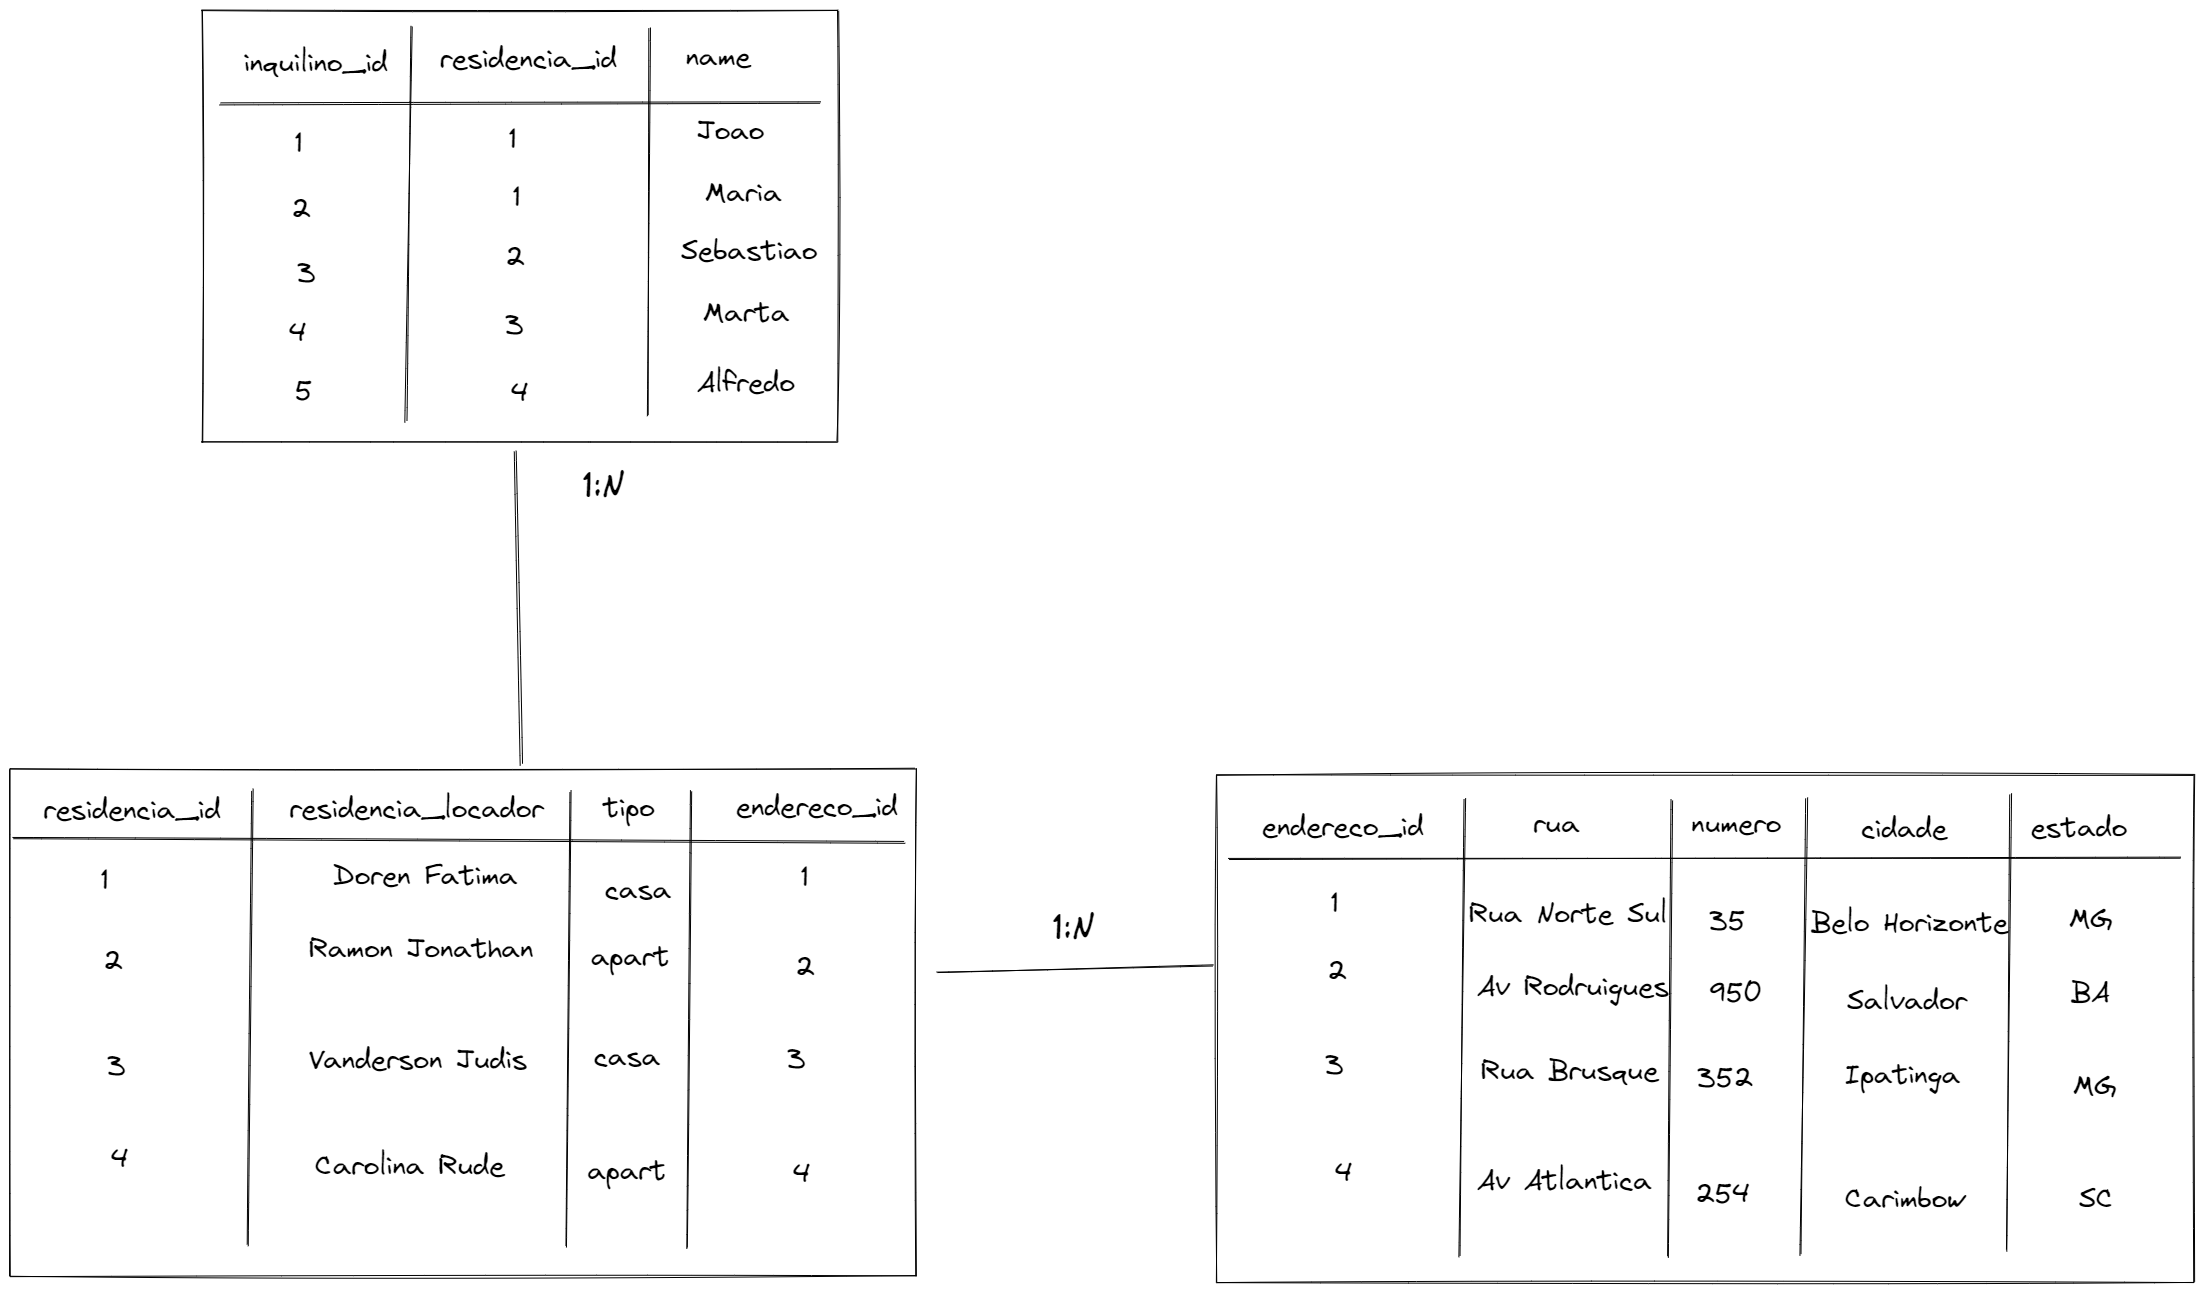 inquilino_id residencia_id name
1 1 Joao
2 1 Maria
3 2 Sebastiao
4 3 Marta
5 4 Alfredo
1:N
residencia_id residencia_locador tipo endereco_id
1 Doren Fatima casa 1
2 Ramon Jonathan apart 2
3 Vanderson Judis casa 3
4 Carolina Rude apart 4
1:N
endereco_id rua numero cidade estado
1 Rua Norte Sul 35 Belo Horizonte MG
2 Av Rodruigues 950 Salvador BA
3 Rua Brusque 352 Ipatinga MG
4 Av Atlantica 254 Carimbow SC